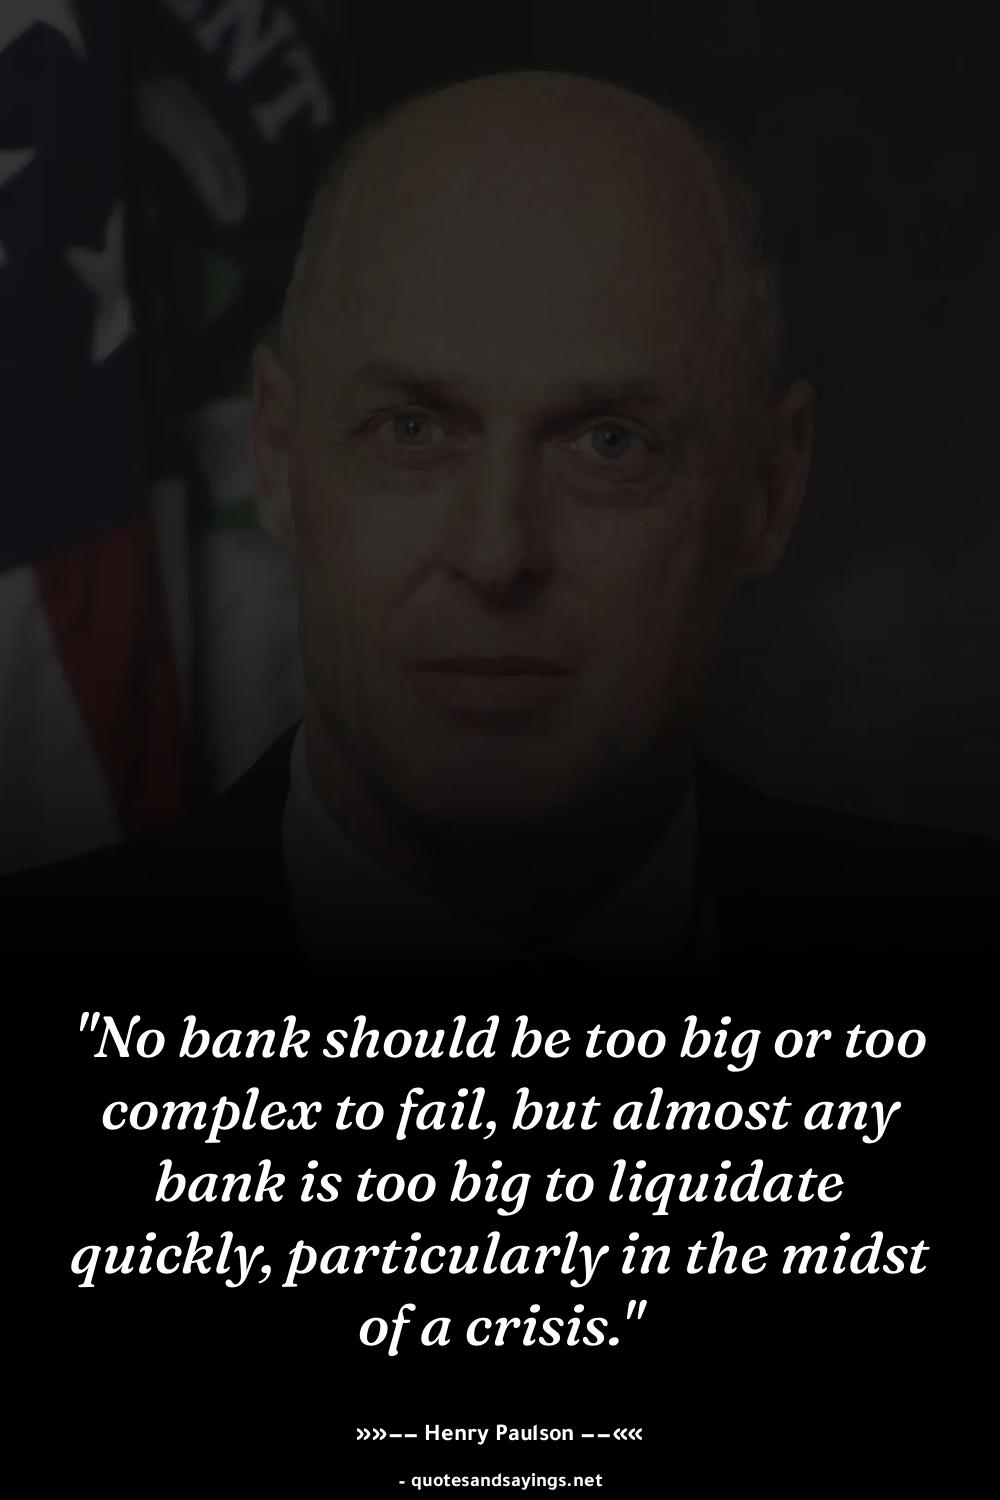 ENT
"No bank should be too big or too
complex to fail, but almost any
bank is too big to liquidate
quickly, particularly in the midst
of a crisis."
»»–– Henry Paulson ––««
- quotesandsayings.net